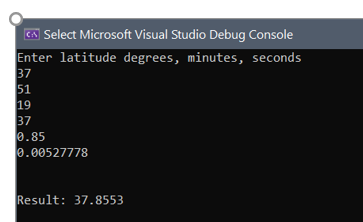 Select Microsoft Visual Studio Debug Console
Enter latitude degrees, minutes, seconds
37
51
19
37
0.85
0.00527778
Result: 37.8553